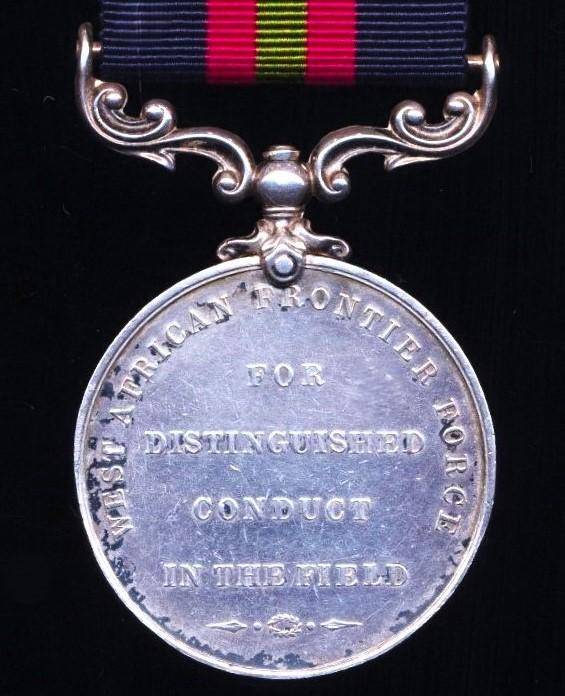 WEST AFRICAN FRONTIER FORCE
FOR
DISTINGUISHED
CONDUCT
IN THE FIELD